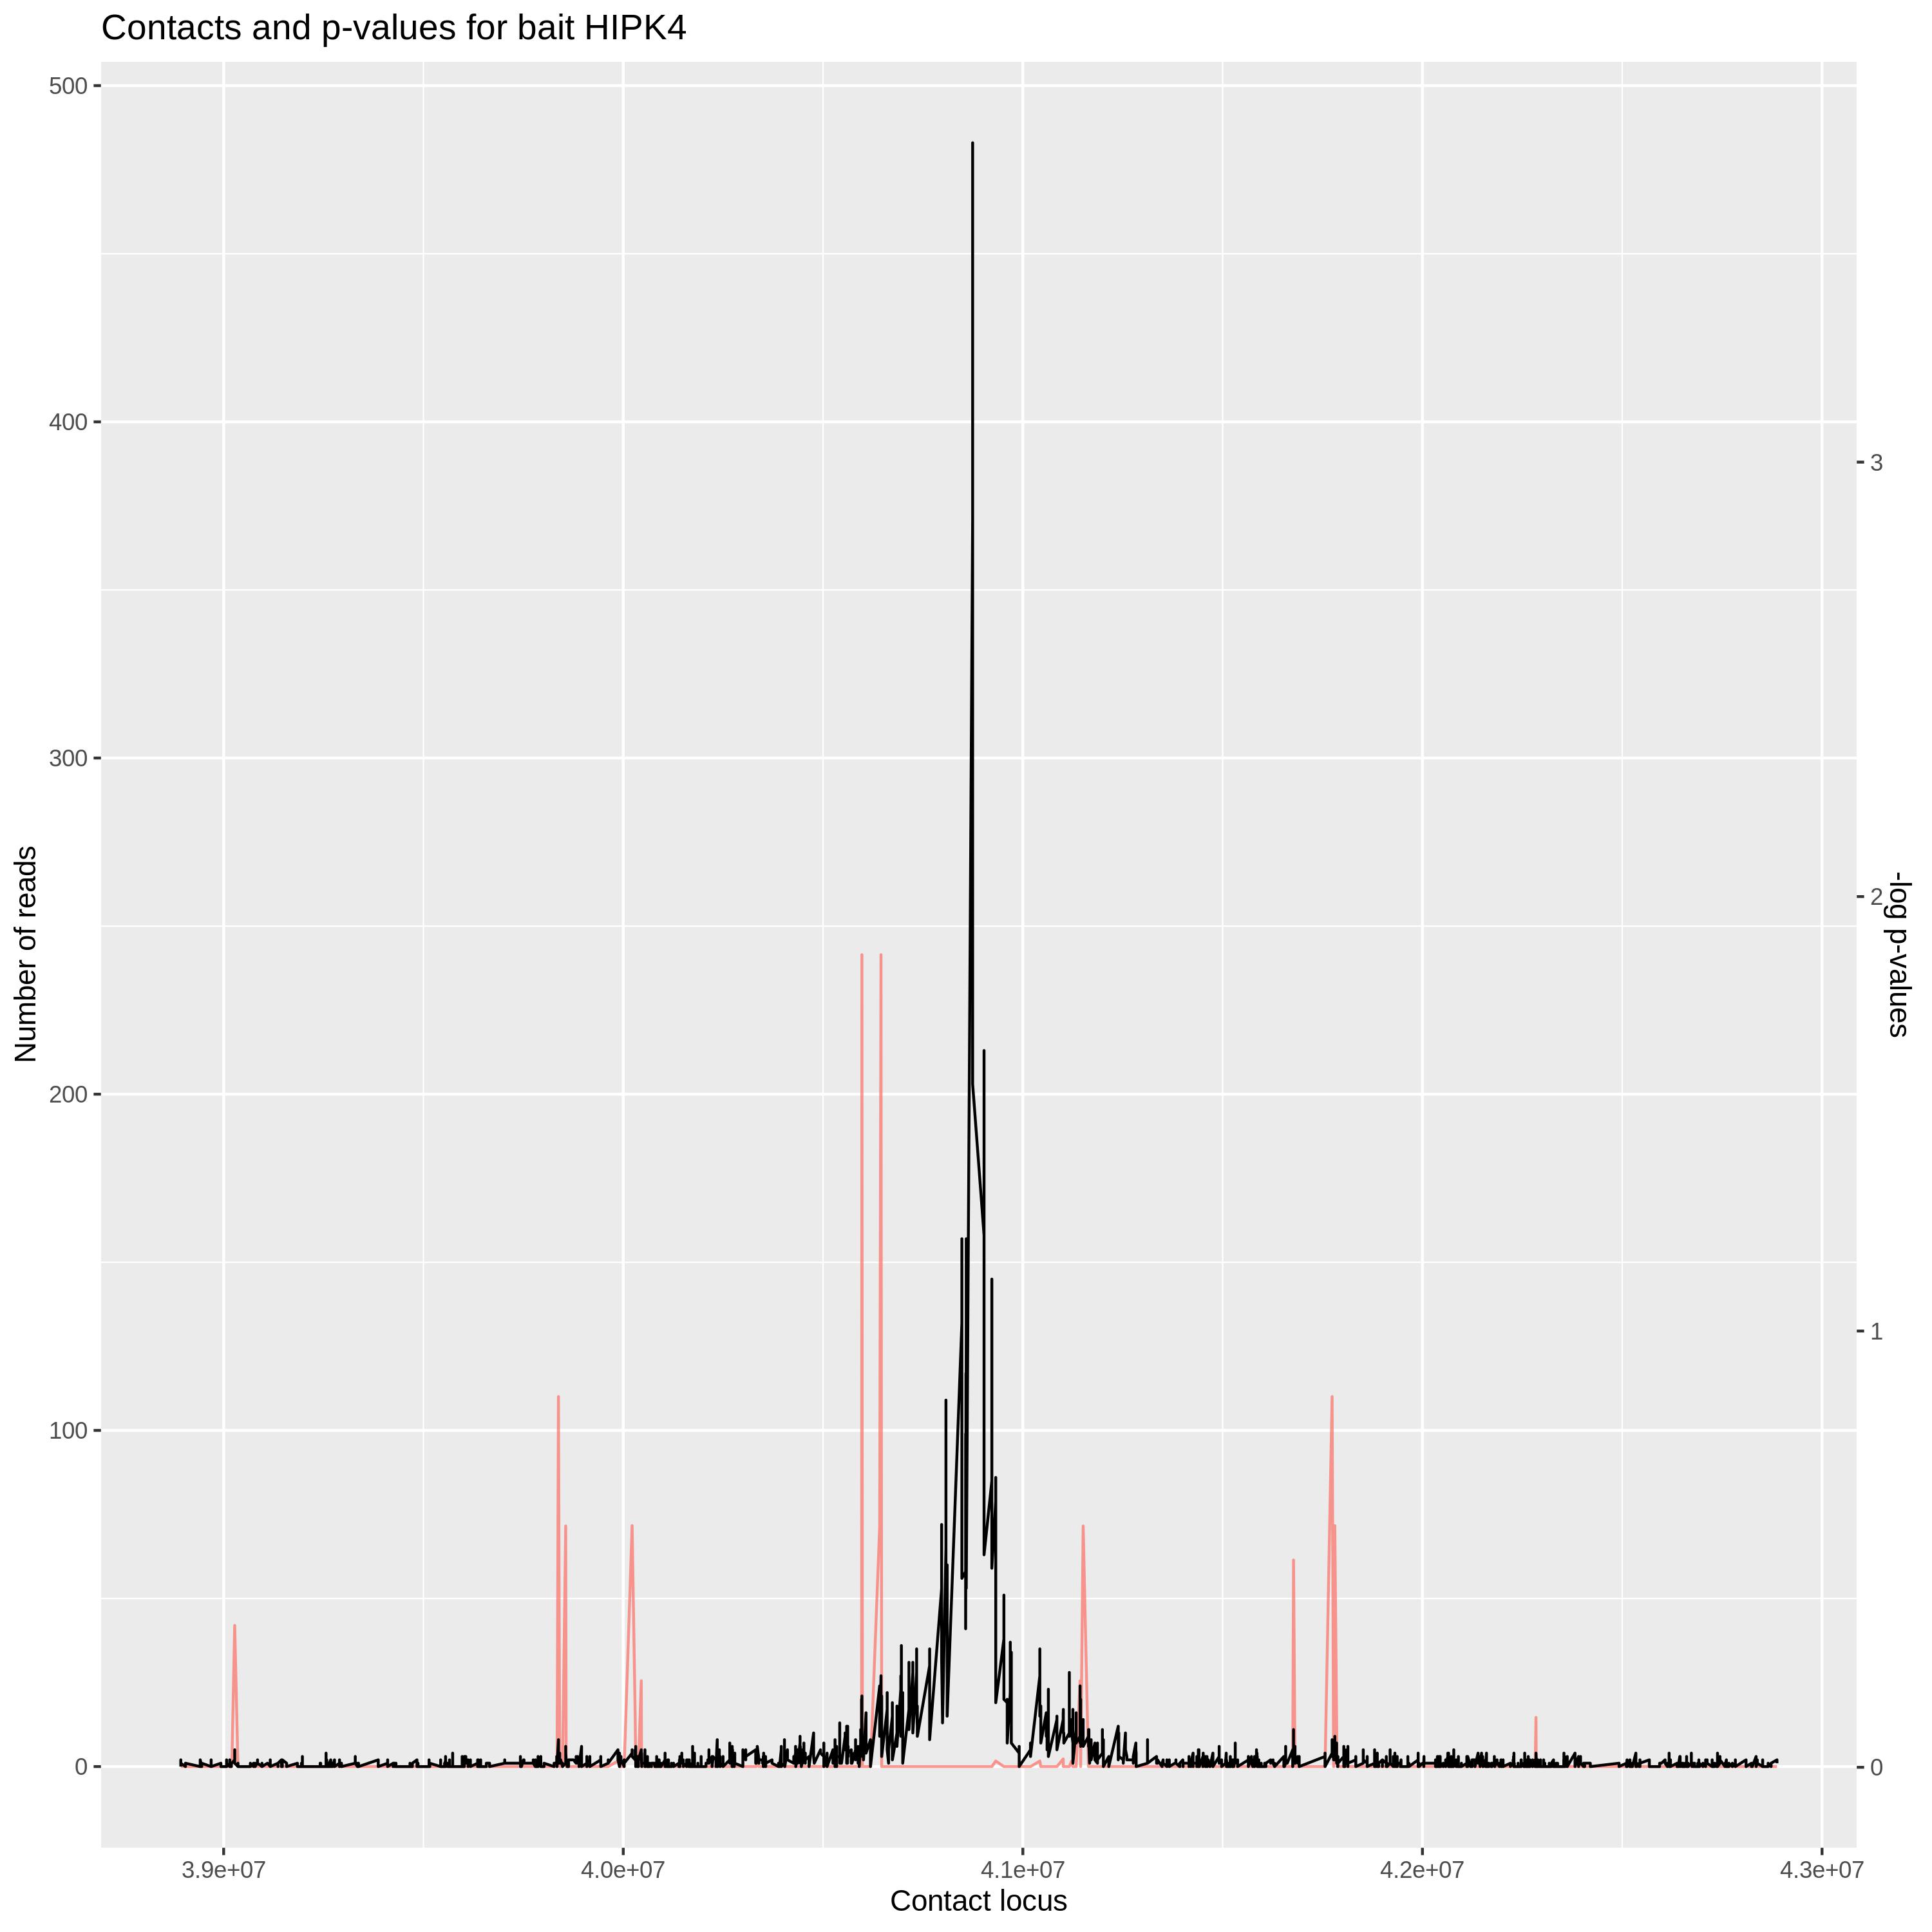 Contacts and p-values for bait HIPK4
500
400
300
200
100
0
Number of reads
3
2
1
0
-log p-values
3.9e+07
4.0e+07
4.1e+07
4.2e+07
4.3e+07
Contact locus